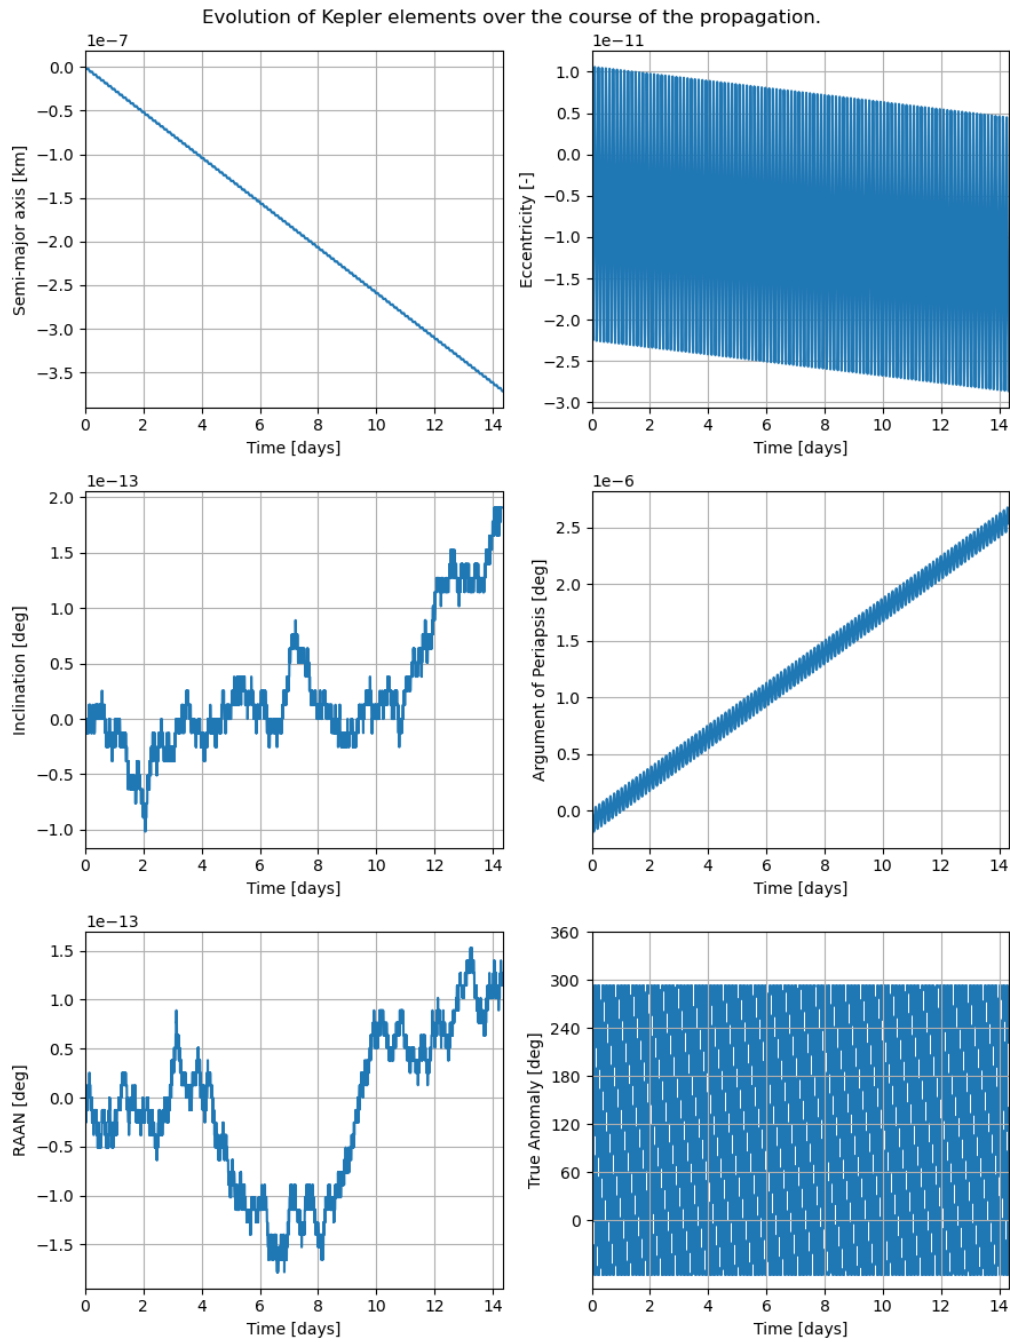 Evolution of Kepler elements over the course of the propagation.
1e−7
0.0
−0.5
−1.0
−1.5
−2.0
−2.5
−3.0
−3.5
Semi-major axis [km]
0 2 4 6 8 10 12 14
Time [days]
1e−11
1.0
0.5
0.0
−0.5
−1.0
−1.5
−2.0
−2.5
−3.0
Eccentricity [-]
0 2 4 6 8 10 12 14
Time [days]
1e−13
2.0
1.5
1.0
0.5
0.0
−0.5
−1.0
Inclination [deg]
0 2 4 6 8 10 12 14
Time [days]
1e−6
2.5
2.0
1.5
1.0
0.5
0.0
Argument of Periapsis [deg]
0 2 4 6 8 10 12 14
Time [days]
1e−13
1.5
1.0
0.5
0.0
−0.5
−1.0
−1.5
RAAN [deg]
0 2 4 6 8 10 12 14
Time [days]
360
300
240
180
120
60
0
True Anomaly [deg]
0 2 4 6 8 10 12 14
Time [days]